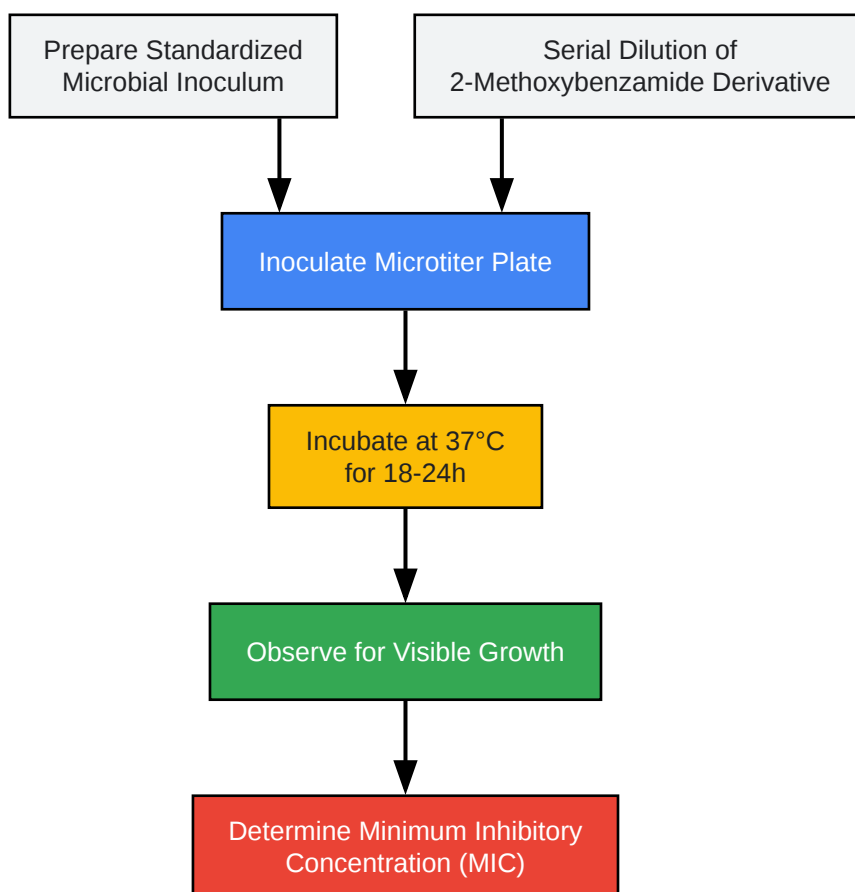 Prepare Standardized
Microbial Inoculum
Serial Dilution of
2-Methoxybenzamide Derivative
Inoculate Microtiter Plate
Incubate at 37°C
for 18-24h
Observe for Visible Growth
Determine Minimum Inhibitory
Concentration (MIC)